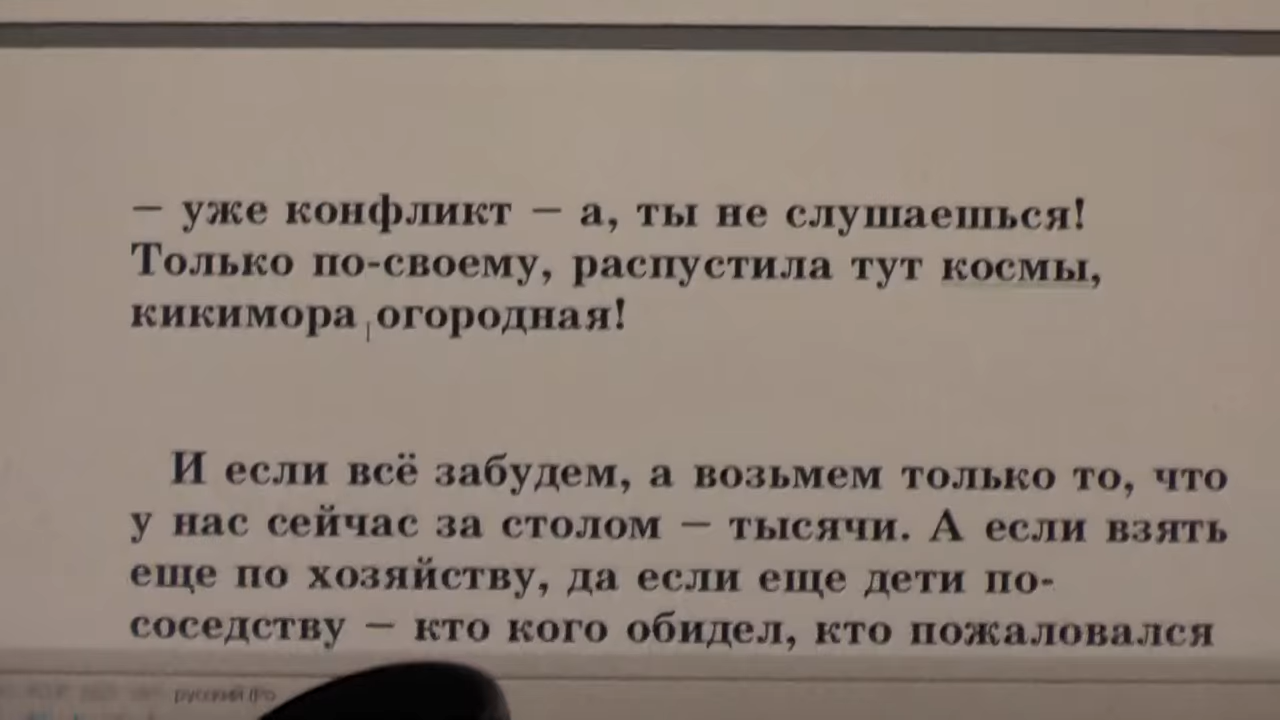 – уже конфликт – а, ты не слушаешься!
Только по-своему, распустила тут космы,
кикимора огородная!
И если всё забудем, а возьмем только то, что
у нас сейчас за столом – тысячи. А если взять
еще по хозяйству, да если еще дети по-
соседству – кто кого обидел, кто пожаловался
русский